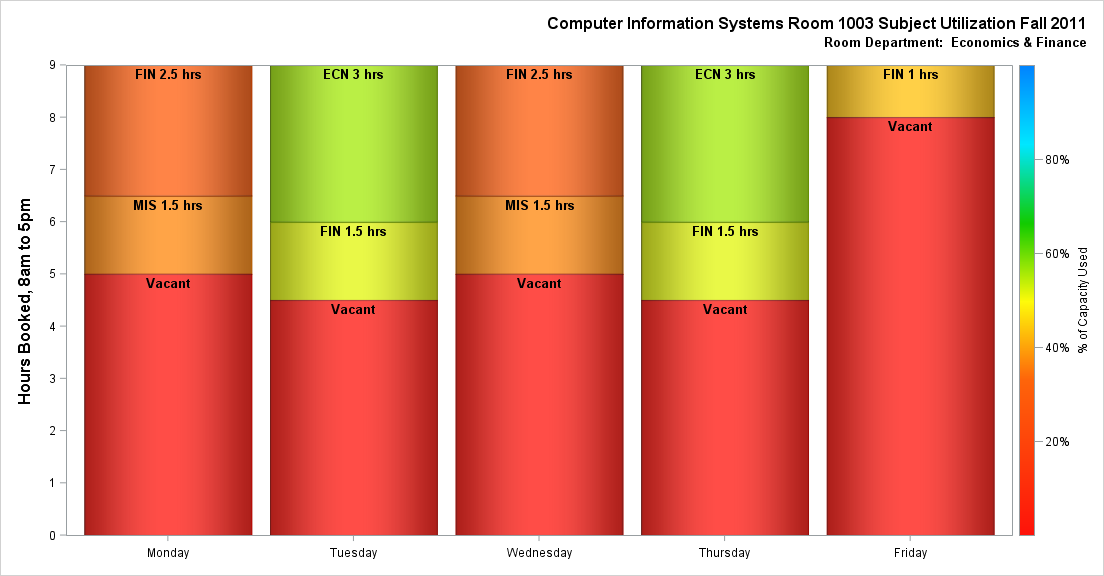 Computer Information Systems Room 1003 Subject Utilization Fall 2011
Room Department:  Economics & Finance
Hours Booked, 8am to 5pm
9
8
7
6
5
4
3
2
1
0
FIN 2.5 hrs
MIS 1.5 hrs
Vacant
ECN 3 hrs
FIN 1.5 hrs
Vacant
FIN 2.5 hrs
MIS 1.5 hrs
Vacant
ECN 3 hrs
FIN 1.5 hrs
Vacant
FIN 1 hrs
Vacant
Monday
Tuesday
Wednesday
Thursday
Friday
80%
60%
40%
20%
% of Capacity Used